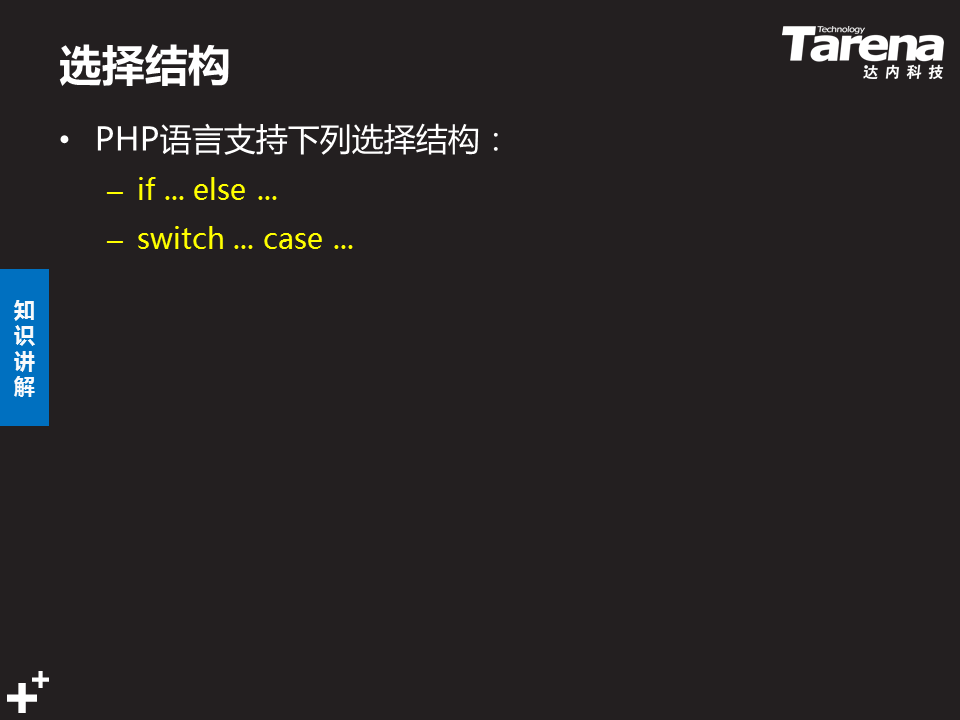 选择结构
Technology
Tarena
达内科技
• PHP语言支持下列选择结构：
– if ... else ...
– switch ... case ...
知
识
讲
解